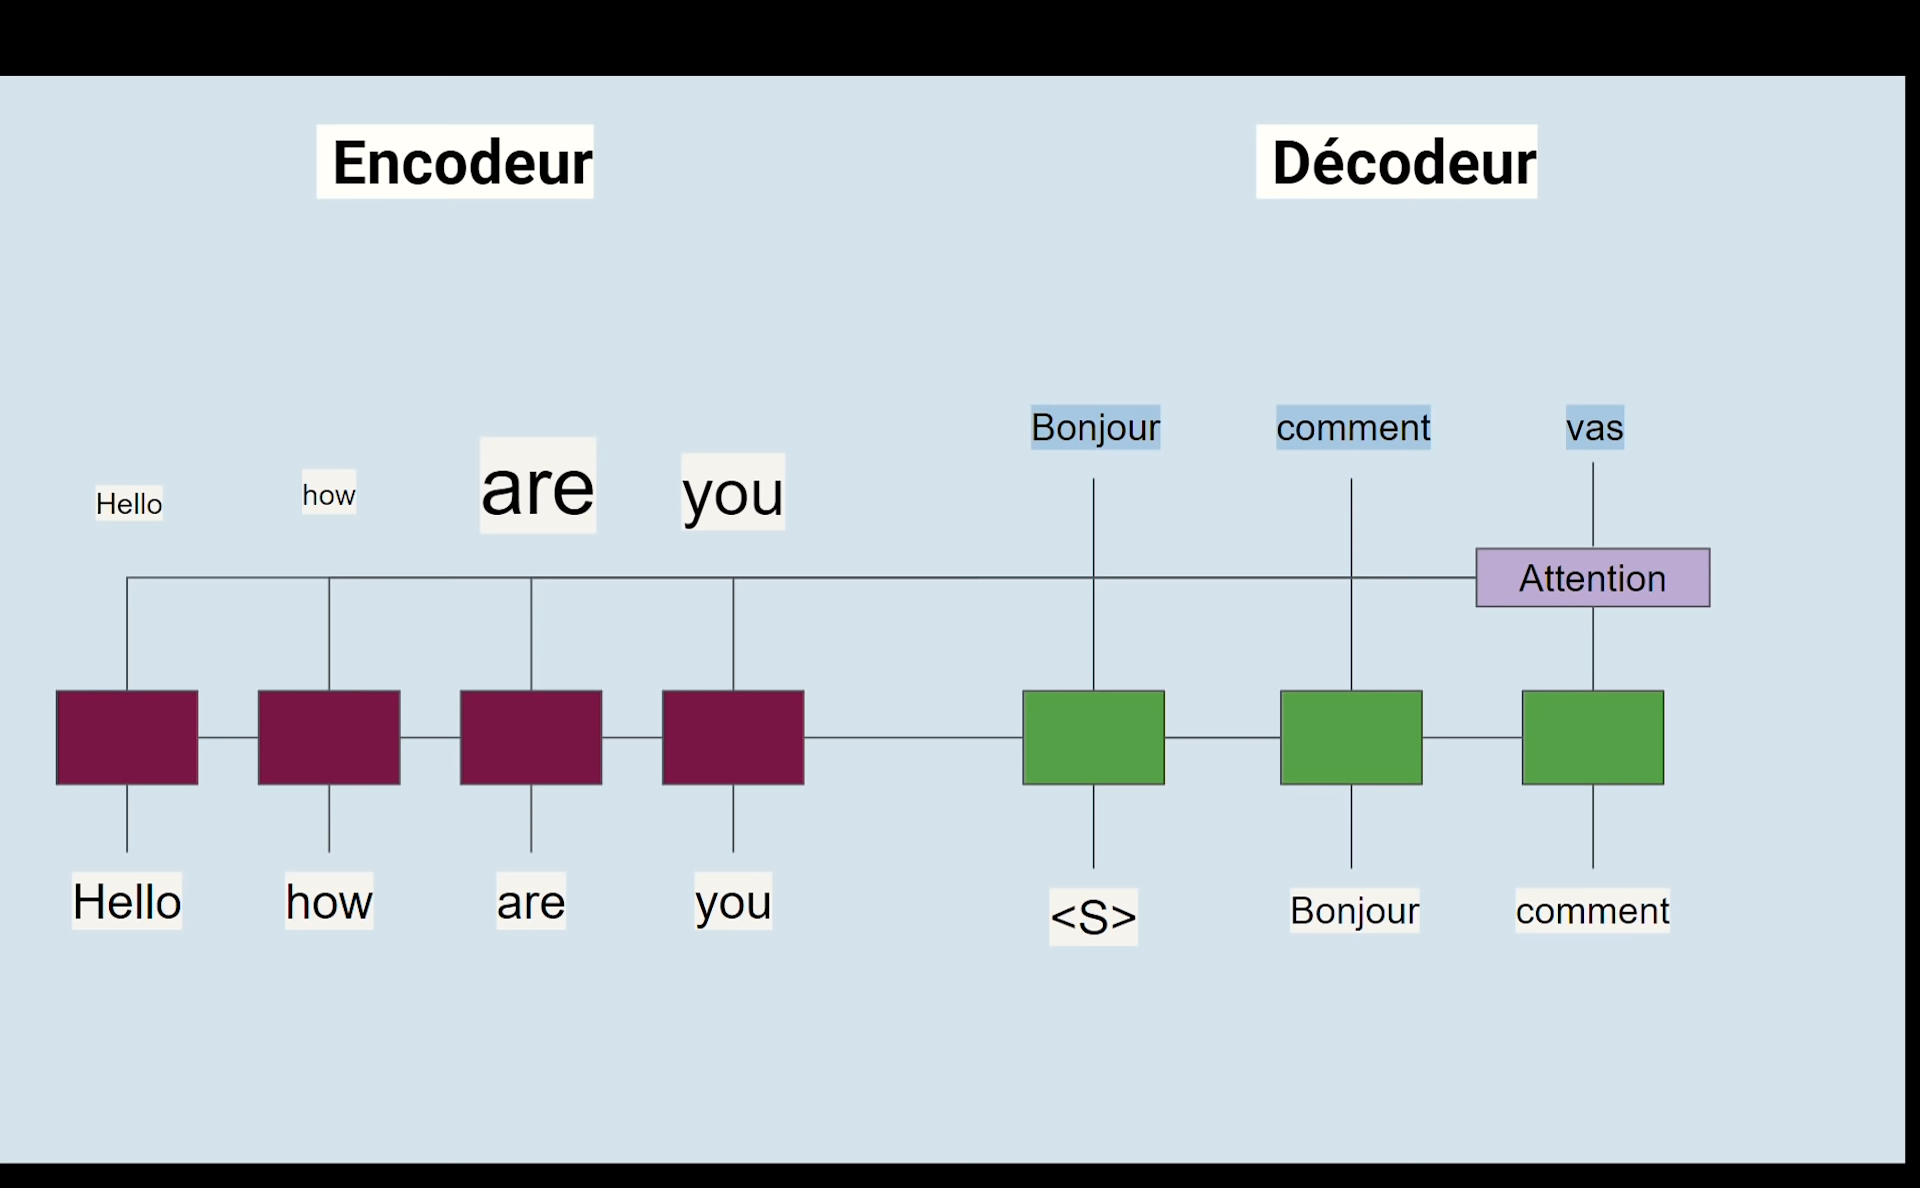 Encodeur
Décodeur
Bonjour comment vas
Hello how are you
Attention
Hello how are you
<S> Bonjour comment